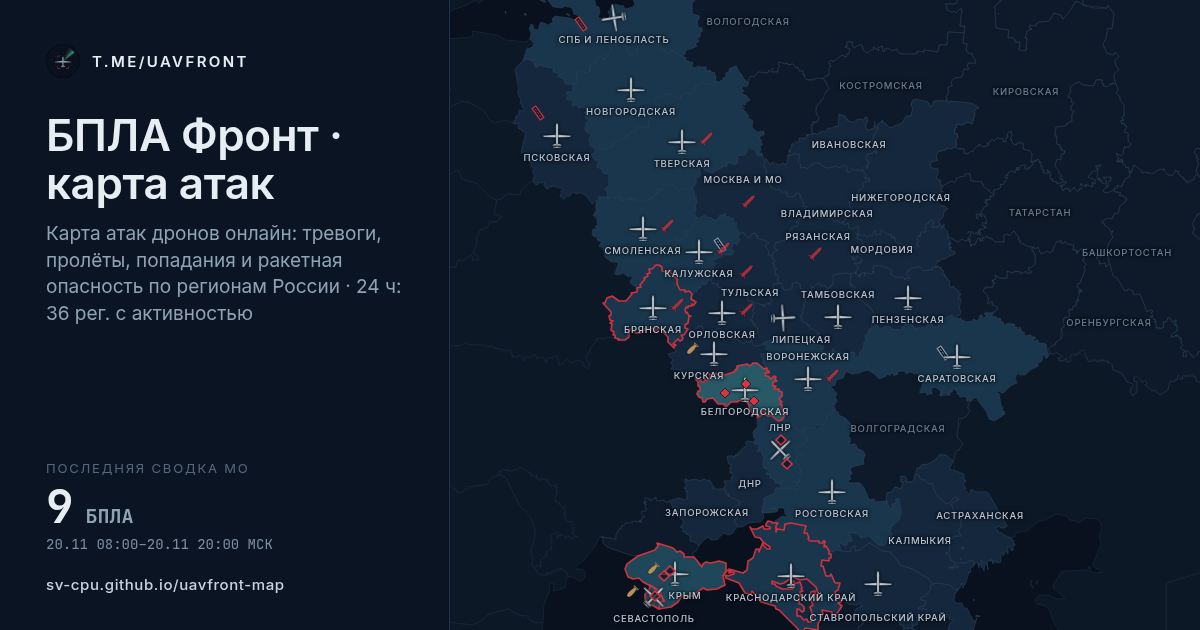 T.ME/UAVFRONT
БПЛА Фронт ·
карта атак
Карта атак дронов онлайн: тревоги,
пролёты, попадания и ракетная
опасность по регионам России · 24 ч:
36 рег. с активностью
ПОСЛЕДНЯЯ СВОДКА МО
9 БПЛА
20.11 08:00–20.11 20:00 МСК
sv-cpu.github.io/uavfront-map
ВОЛОГОДСКАЯ
СПБ И ЛЕНОБЛАСТЬ
КОСТРОМСКАЯ
КИРОВСКАЯ
НОВГОРОДСКАЯ
ИВАНОВСКАЯ
ПСКОВСКАЯ
ТВЕРСКАЯ
МОСКВА И МО
НИЖЕГОРОДСКАЯ
ВЛАДИМИРСКАЯ
ТАТАРСТАН
РЯЗАНСКАЯ
СМОЛЕНСКАЯ
МОРДОВИЯ
БАШКОРТОСТАН
КАЛУЖСКАЯ
ТУЛЬСКАЯ
ТАМБОВСКАЯ
ПЕНЗЕНСКАЯ
ОРЕНБУРГСКАЯ
БРЯНСКАЯ
ОРЛОВСКАЯ
ЛИПЕЦКАЯ
ВОРОНЕЖСКАЯ
КУРСКАЯ
САРАТОВСКАЯ
БЕЛГОРОДСКАЯ
ЛНР
ВОЛГОГРАДСКАЯ
ДНР
ЗАПОРОЖСКАЯ
РОСТОВСКАЯ
АСТРАХАНСКАЯ
КАЛМЫКИЯ
КРЫМ
КРАСНОДАРСКИЙ КРАЙ
СЕВАСТОПОЛЬ
СТАВРОПОЛЬСКИЙ КРАЙ